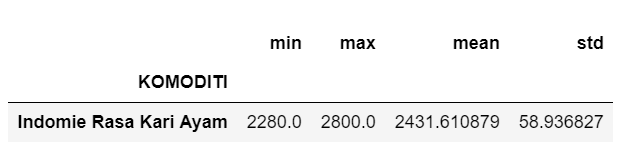 min max mean std
KOMODITI
Indomie Rasa Kari Ayam 2280.0 2800.0 2431.610879 58.936827